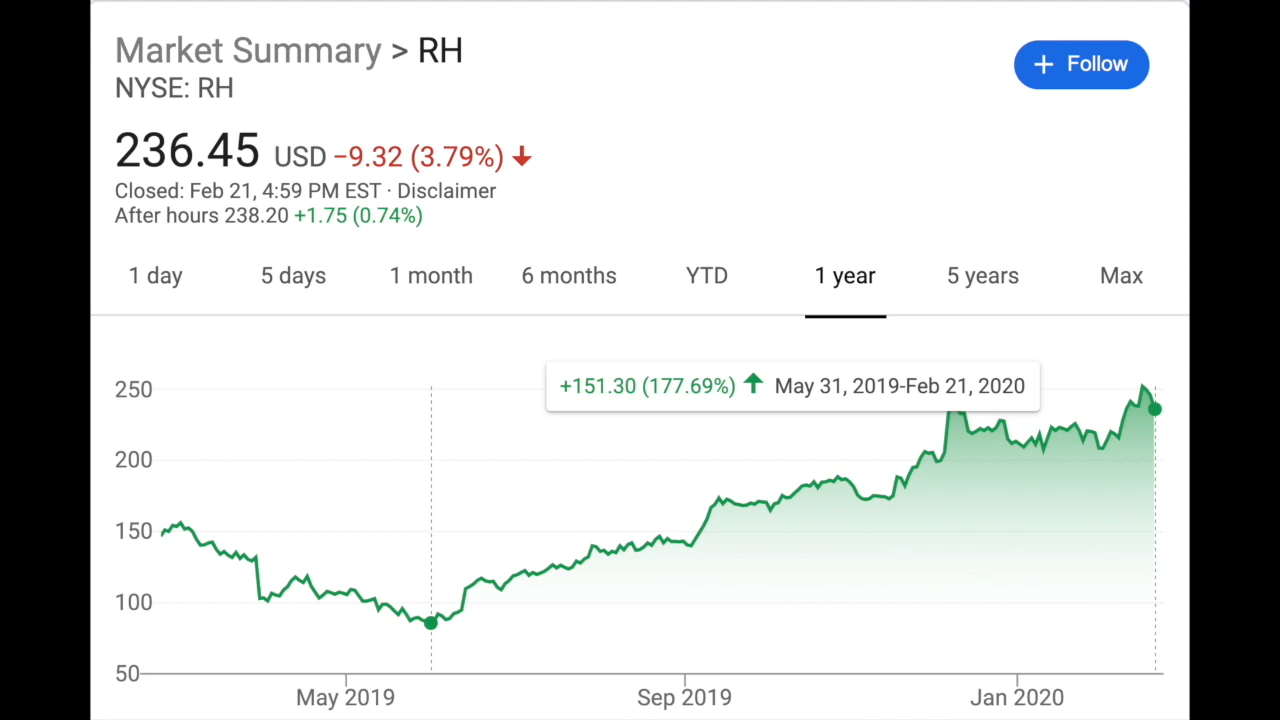 Market Summary > RH
NYSE: RH
+ Follow
236.45 USD −9.32 (3.79%)
Closed: Feb 21, 4:59 PM EST · Disclaimer
After hours 238.20 +1.75 (0.74%)
1 day 5 days 1 month 6 months YTD 1 year 5 years Max
+151.30 (177.69%) May 31, 2019-Feb 21, 2020
250
200
150
100
50
May 2019 Sep 2019 Jan 2020